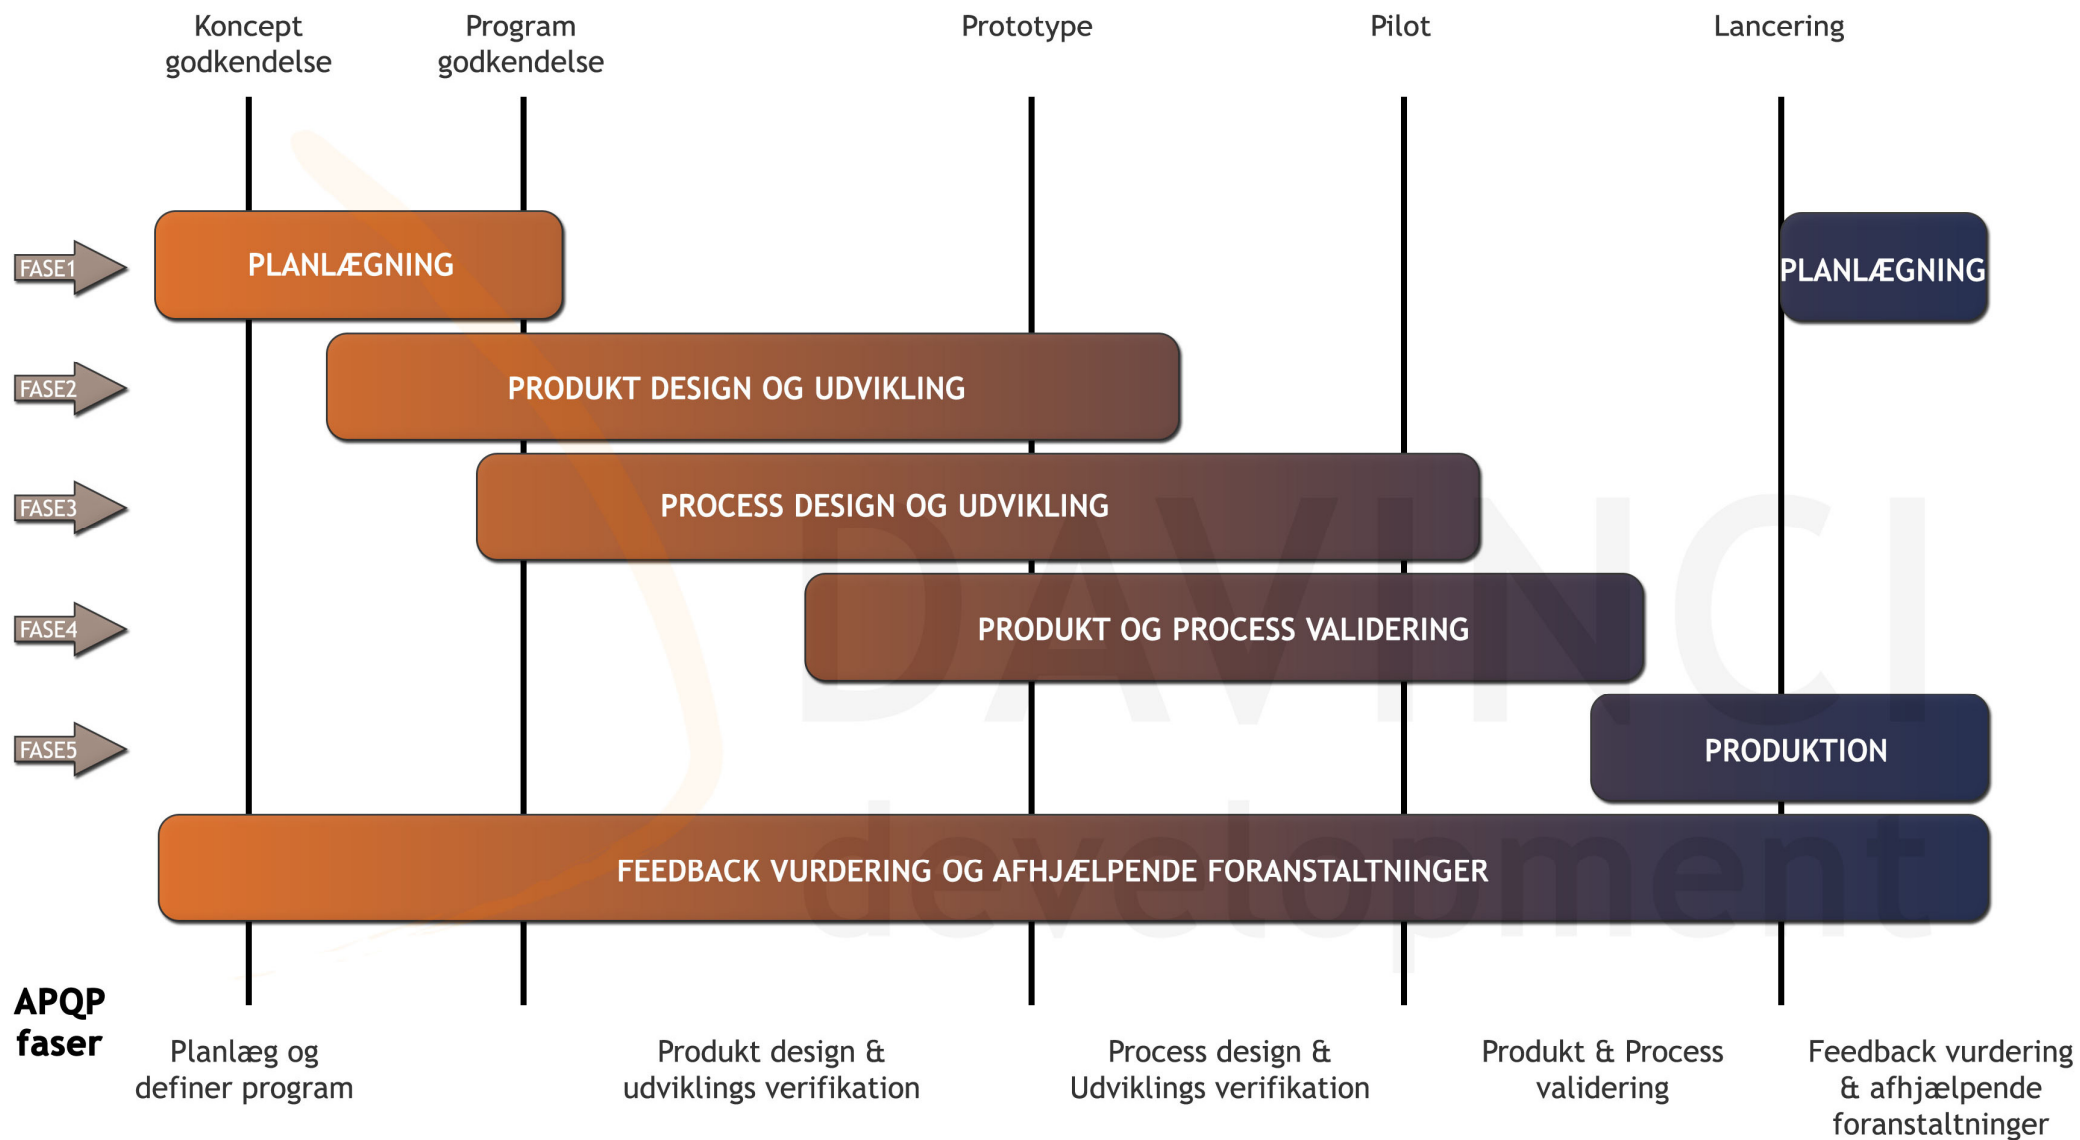 Koncept
godkendelse
Program
godkendelse
Prototype
Pilot
Lancering
FASE1
PLANLÆGNING
PLANLÆGNING
FASE2
PRODUKT DESIGN OG UDVIKLING
FASE3
PROCESS DESIGN OG UDVIKLING
FASE4
PRODUKT OG PROCESS VALIDERING
FASE5
PRODUKTION
FEEDBACK VURDERING OG AFHJÆLPENDE FORANSTALTNINGER
DAVINCI
development
APQP
faser
Planlæg og
definer program
Produkt design &
udviklings verifikation
Process design &
Udviklings verifikation
Produkt & Process
validering
Feedback vurdering
& afhjælpende
foranstaltninger